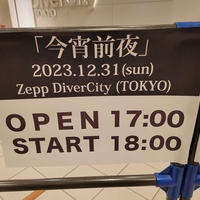 「今宵前夜」
2023.12.31(sun)
Zepp DiverCity (TOKYO)
OPEN 17:00
START 18:00